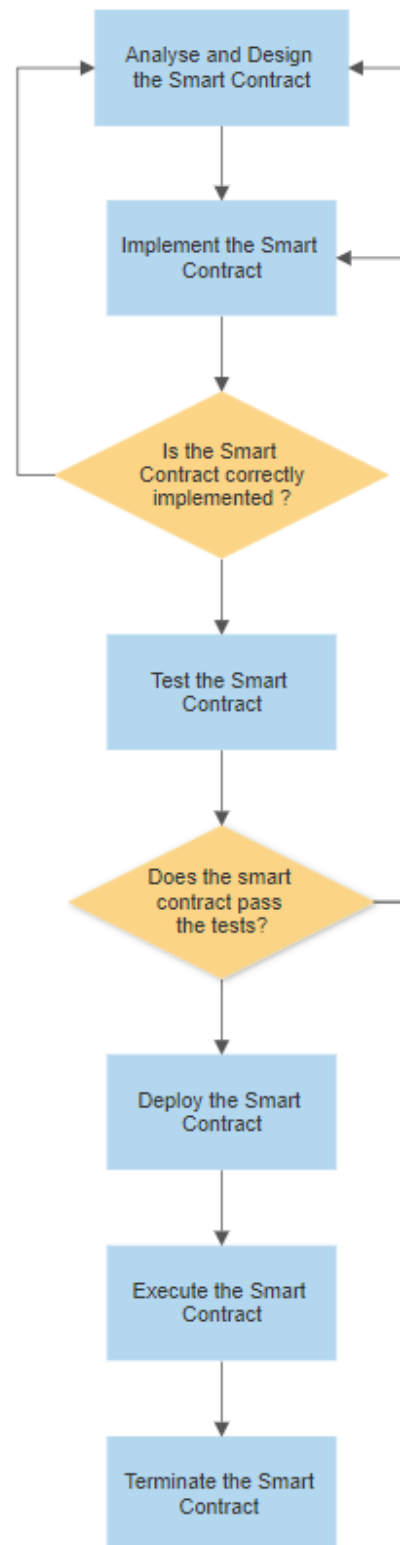 Analyse and Design
the Smart Contract
Implement the Smart
Contract
Is the Smart
Contract correctly
implemented ?
Test the Smart
Contract
Does the smart
contract pass
the tests?
Deploy the Smart
Contract
Execute the Smart
Contract
Terminate the Smart
Contract